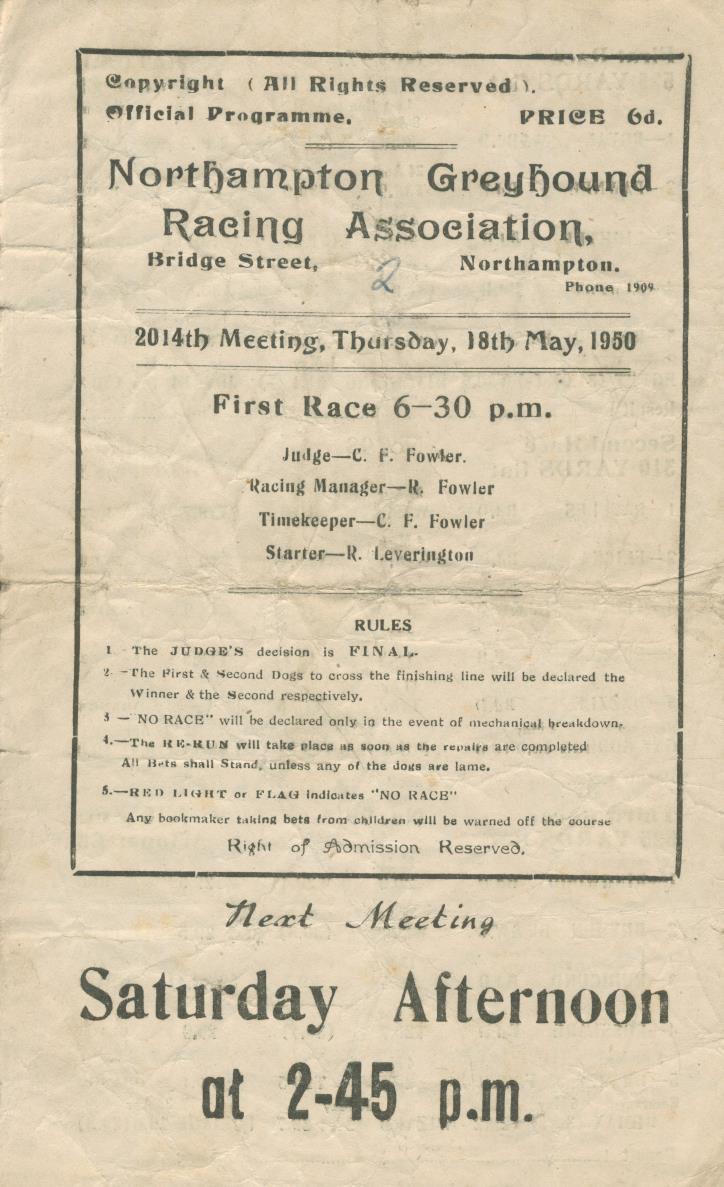 Copyright (All Rights Reserved).
Official Programme. PRICE 6d.
Northampton Greyhound
Racing Association,
Bridge Street, 2 Northampton.
Phone 1909
2014th Meeting, Thursday, 18th May, 1950
First Race 6-30 p.m.
Judge—C. F. Fowler.
Racing Manager—R. Fowler
Timekeeper—C. F. Fowler
Starter—R. Leverington
RULES
1 - The JUDGE'S decision is FINAL.
2 -The First & Second Dogs to cross the finishing line will be declared the
Winner & the Second respectively.
3 — "NO RACE" will be declared only in the event of mechanical breakdown.
4.—The RE-RUN will take place as soon as the repairs are completed
All Bets shall Stand, unless any of the dogs are lame.
5.—RED LIGHT or FLAG indicates "NO RACE"
Any bookmaker taking bets from children will be warned off the course
Right of Admission Reserved.
Next Meeting
Saturday Afternoon
at 2-45 p.m.